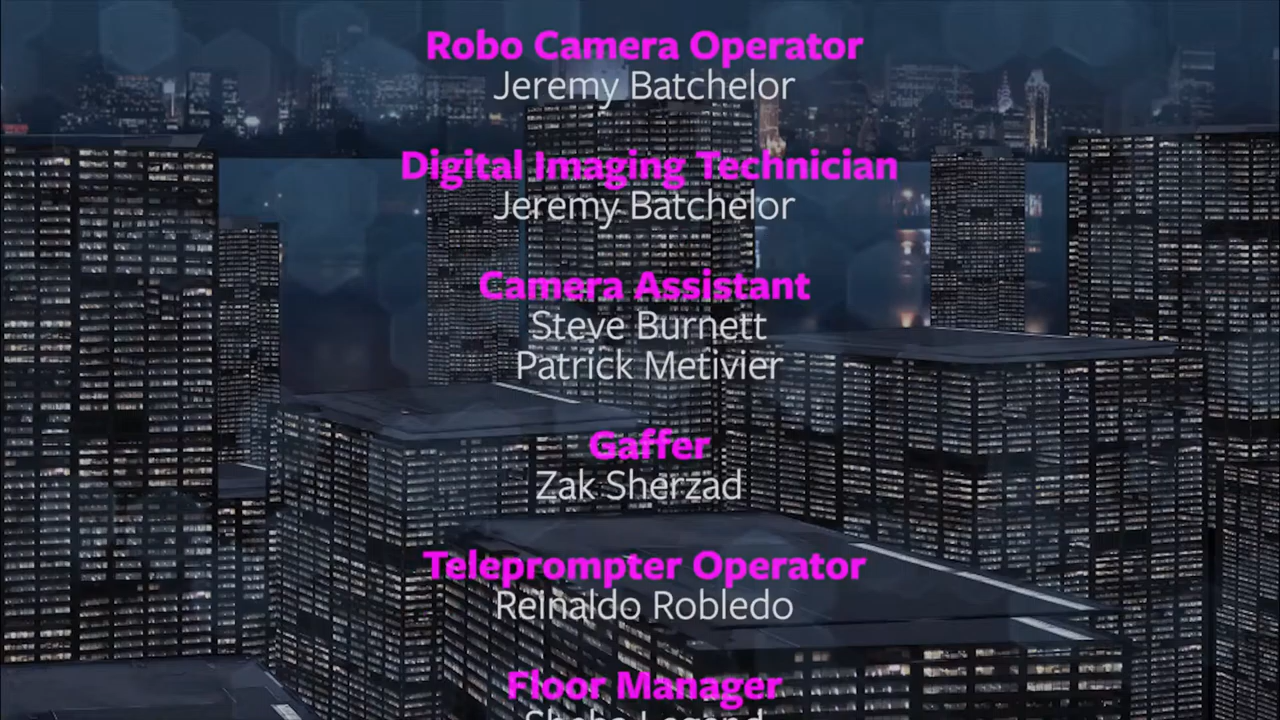 Robo Camera Operator
Jeremy Batchelor
Digital Imaging Technician
Jeremy Batchelor
Camera Assistant
Steve Burnett
Patrick Metivier
Gaffer
Zak Sherzad
Teleprompter Operator
Reinaldo Robledo
Floor Manager